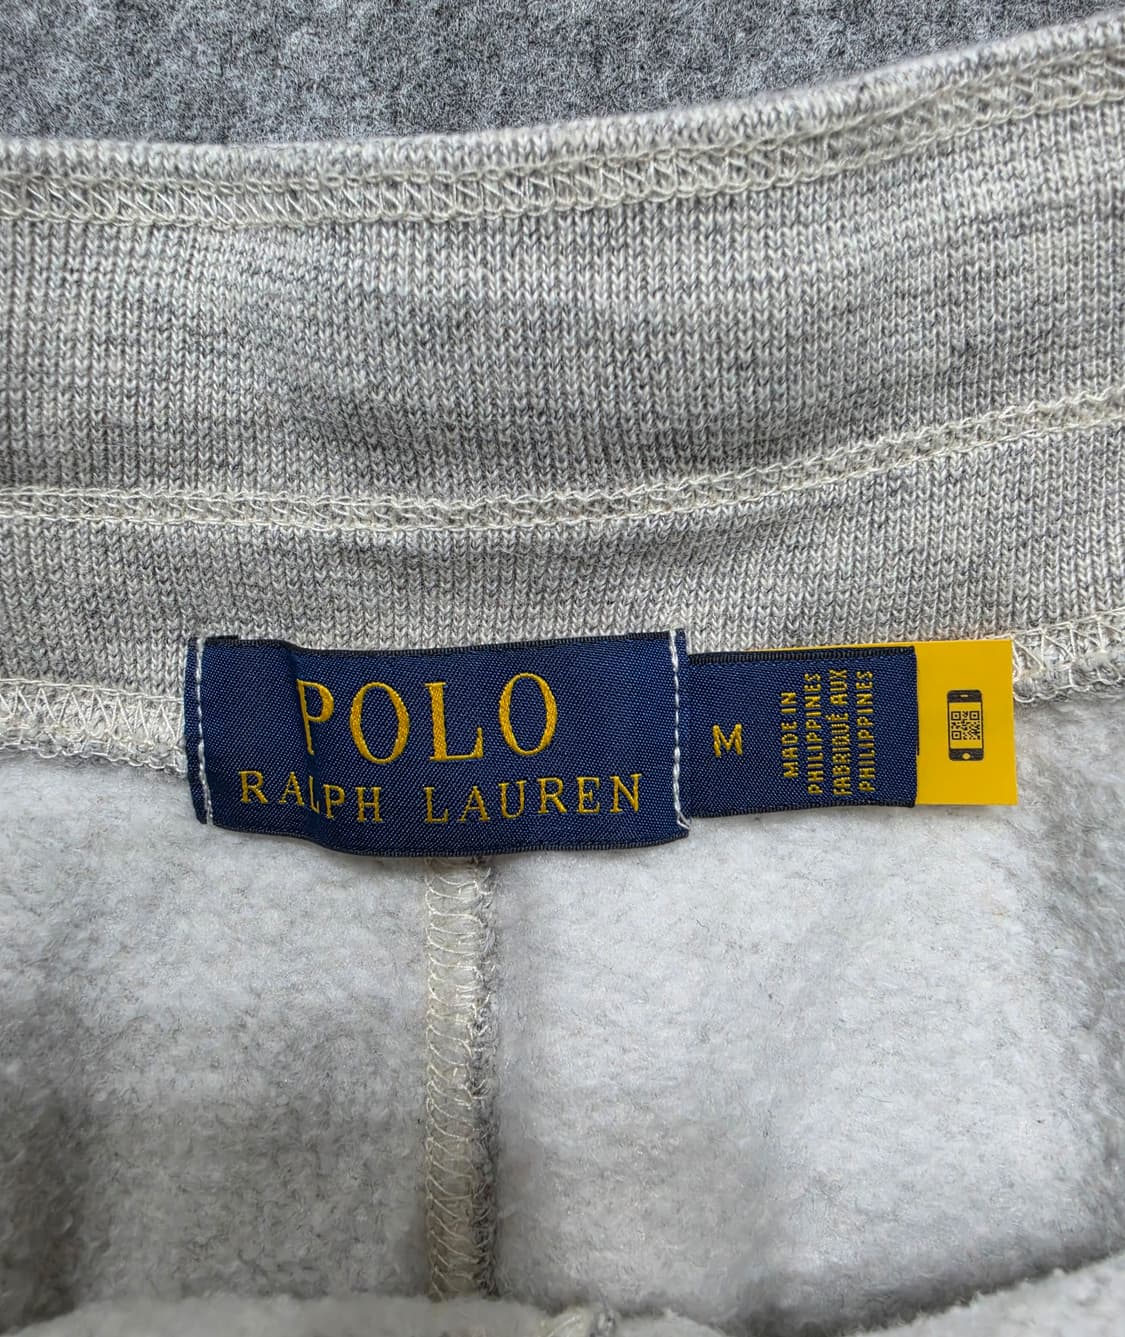 POLO
RALPH LAUREN
M
MADE IN
PHILIPPINES
FABRIQUÉ AUX
PHILIPPINES